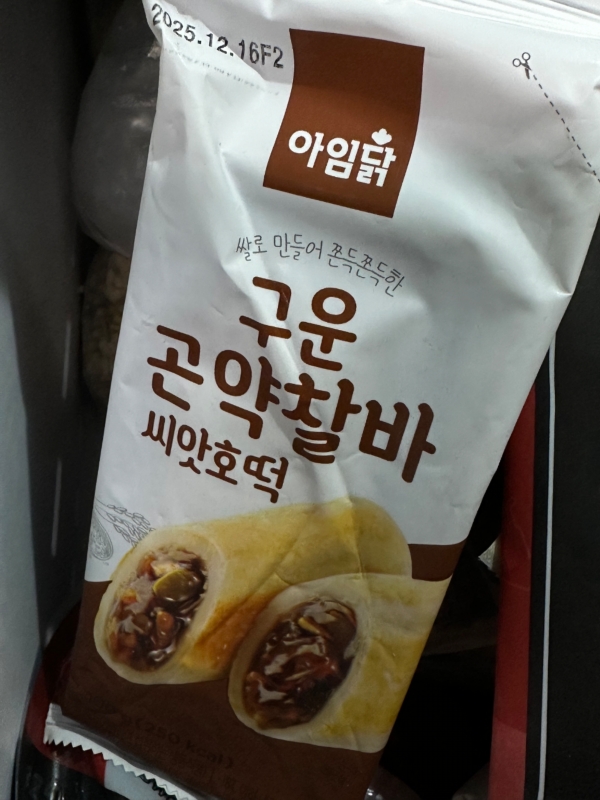 2025.12.16F2
아임닭
쌀로 만들어 쫀득쫀득한
구운
곤약찰바
씨앗호떡